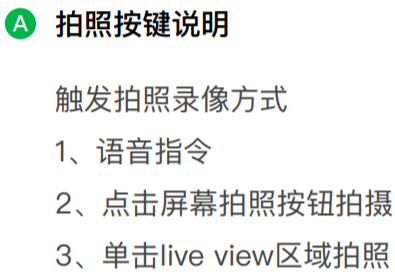 A 拍照按键说明
触发拍照录像方式
1、语音指令
2、点击屏幕拍照按钮拍摄
3、单击live view区域拍照